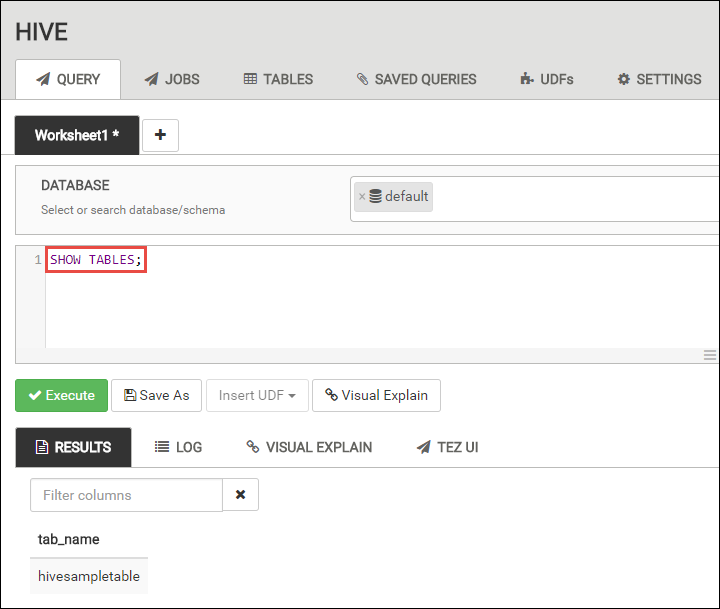 HIVE
QUERY JOBS TABLES SAVED QUERIES UDFs SETTINGS
Worksheet1 * +
DATABASE
Select or search database/schema
× default
1 SHOW TABLES;
Execute Save As Insert UDF Visual Explain
RESULTS LOG VISUAL EXPLAIN TEZ UI
Filter columns
tab_name
hivesampletable